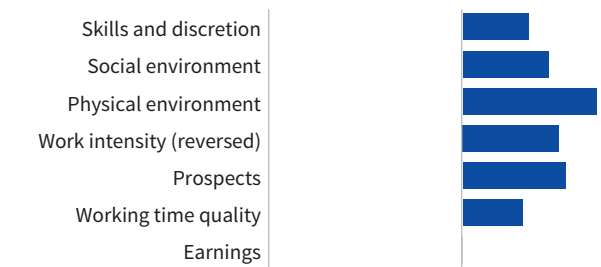 Skills and discretion
Social environment
Physical environment
Work intensity (reversed)
Prospects
Working time quality
Earnings